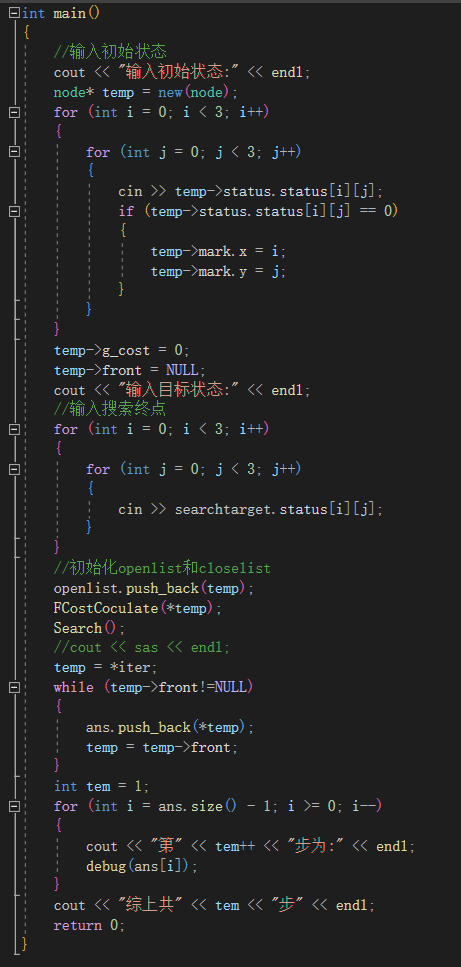 int main()
{
//输入初始状态
cout << "输入初始状态:" << endl;
node* temp = new(node);
for (int i = 0; i < 3; i++)
{
for (int j = 0; j < 3; j++)
{
cin >> temp->status.status[i][j];
if (temp->status.status[i][j] == 0)
{
temp->mark.x = i;
temp->mark.y = j;
}
}
}
temp->g_cost = 0;
temp->front = NULL;
cout << "输入目标状态:" << endl;
//输入搜索终点
for (int i = 0; i < 3; i++)
{
for (int j = 0; j < 3; j++)
{
cin >> searchtarget.status[i][j];
}
}
//初始化openlist和closelist
openlist.push_back(temp);
FCostCoculate(*temp);
Search();
//cout << sas << endl;
temp = *iter;
while (temp->front!=NULL)
{
ans.push_back(*temp);
temp = temp->front;
}
int tem = 1;
for (int i = ans.size() - 1; i >= 0; i--)
{
cout << "第" << tem++ << "步为:" << endl;
debug(ans[i]);
}
cout << "综上共" << tem << "步" << endl;
return 0;
}